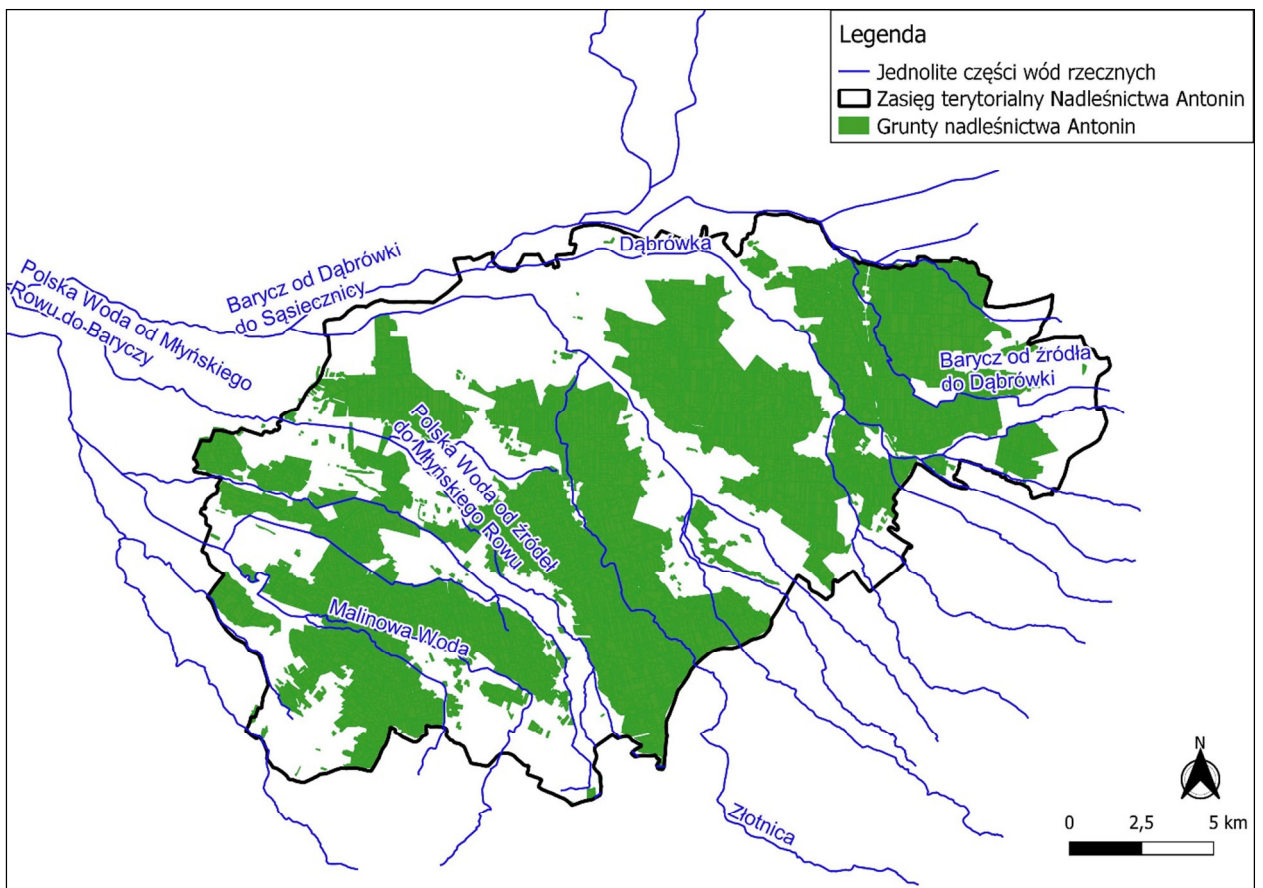 Legenda
Jednolite części wód rzecznych
Zasięg terytorialny Nadleśnictwa Antonin
Grunty nadleśnictwa Antonin
Dąbrówka
Barycz od Dąbrówki
do Sąsiecznicy
Polska Woda od Młyńskiego
Rowu do Baryczy
Barycz od źródła
do Dąbrówki
Polska Woda od źródeł
do Młyńskiego Rowu
Malinowa Woda
Złotnica
N
0 2,5 5 km